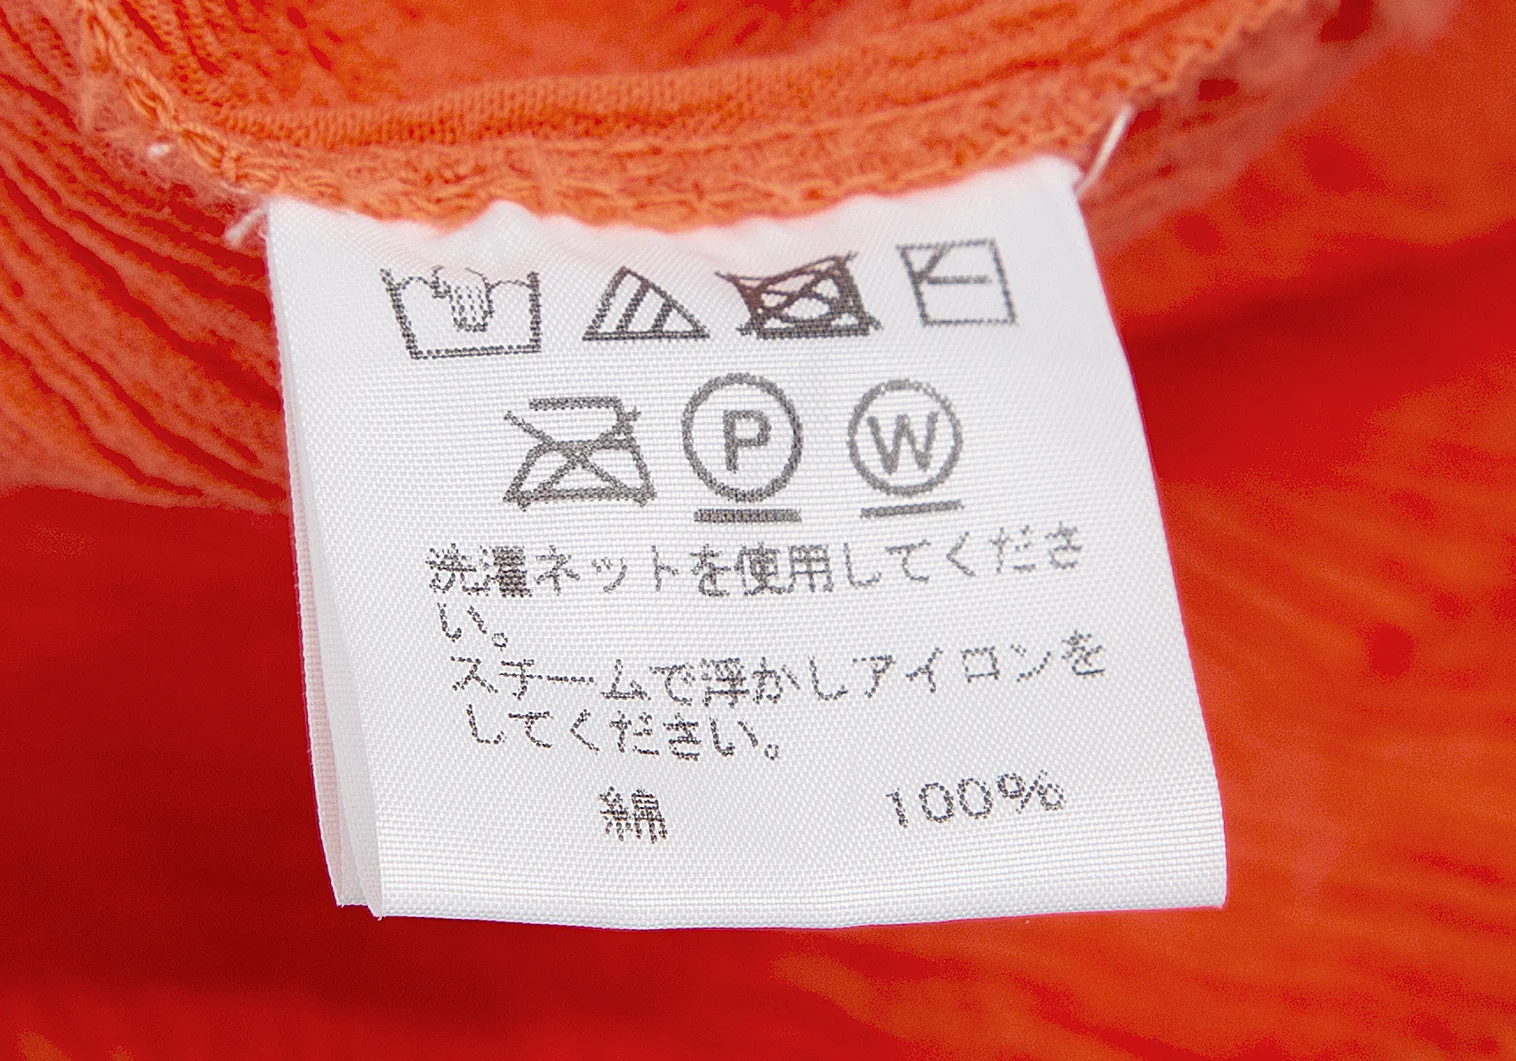 P W
洗濯ネットを使用してくださ
い。
スチームで浮かしアイロンを
してください。
綿 100%